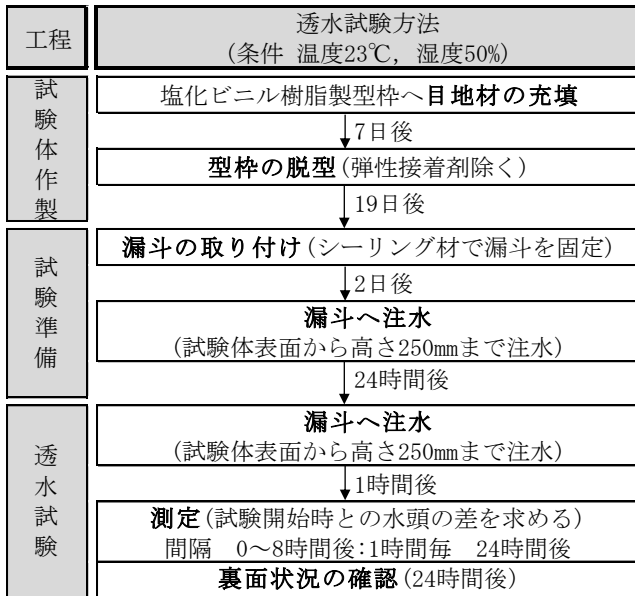 工程
透水試験方法
(条件 温度23℃, 湿度50%)
試験体作製
塩化ビニル樹脂製型枠へ目地材の充填
7日後
型枠の脱型(弾性接着剤除く)
19日後
試験準備
漏斗の取り付け(シーリング材で漏斗を固定)
2日後
漏斗へ注水
(試験体表面から高さ250㎜まで注水)
24時間後
透水試験
漏斗へ注水
(試験体表面から高さ250㎜まで注水)
1時間後
測定(試験開始時との水頭の差を求める)
間隔 0～8時間後:1時間毎 24時間後
裏面状況の確認(24時間後)